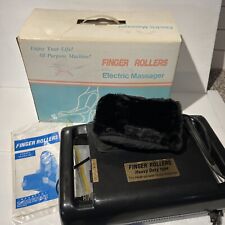 Enjoy Your Life!
All Purpose Machine!
FINGER ROLLERS
Electric Massager
FINGER ROLLERS
FINGER ROLLERS
Heavy Duty Type